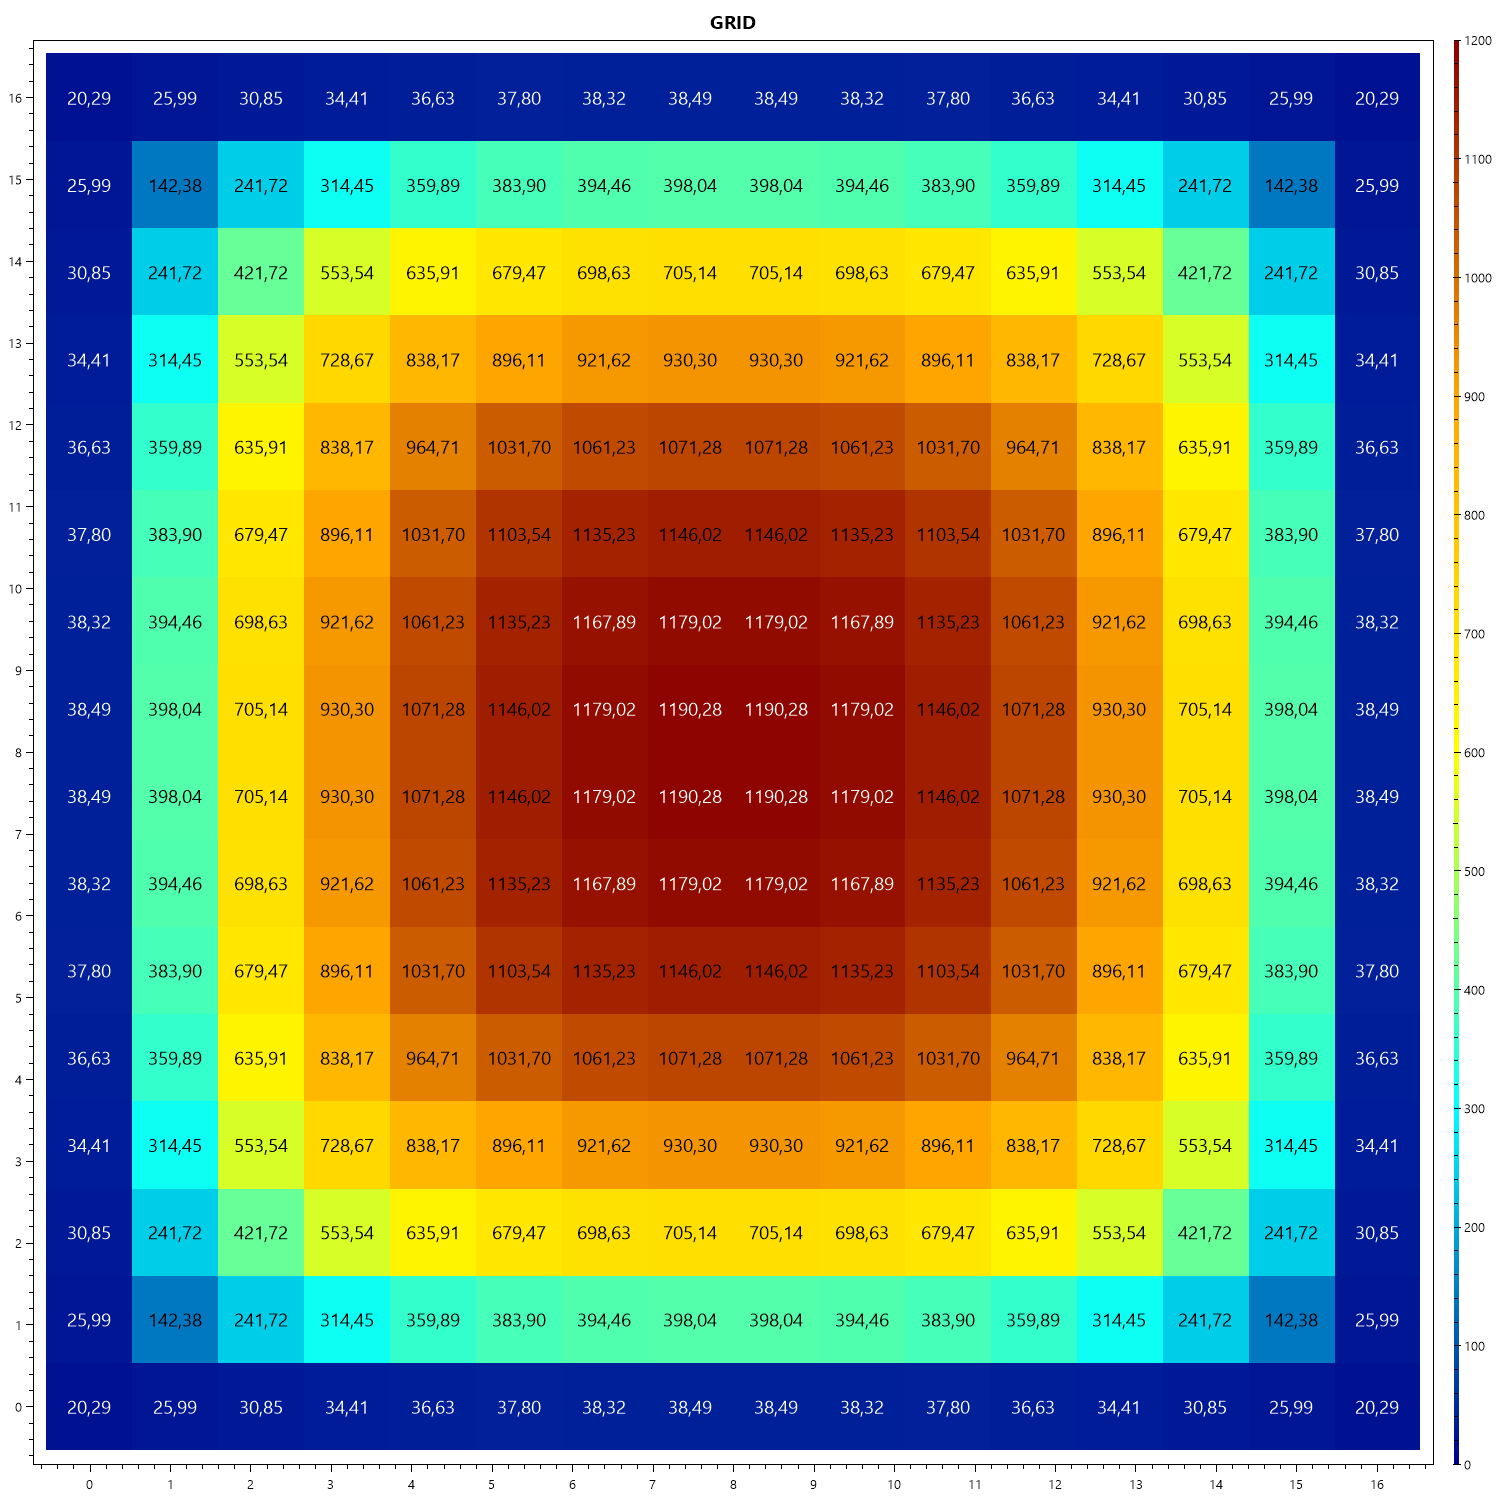 GRID
20,29 25,99 30,85 34,41 36,63 37,80 38,32 38,49 38,49 38,32 37,80 36,63 34,41 30,85 25,99 20,29
25,99 142,38 241,72 314,45 359,89 383,90 394,46 398,04 398,04 394,46 383,90 359,89 314,45 241,72 142,38 25,99
30,85 241,72 421,72 553,54 635,91 679,47 698,63 705,14 705,14 698,63 679,47 635,91 553,54 421,72 241,72 30,85
34,41 314,45 553,54 728,67 838,17 896,11 921,62 930,30 930,30 921,62 896,11 838,17 728,67 553,54 314,45 34,41
36,63 359,89 635,91 838,17 964,71 1031,70 1061,23 1071,28 1071,28 1061,23 1031,70 964,71 838,17 635,91 359,89 36,63
37,80 383,90 679,47 896,11 1031,70 1103,54 1135,23 1146,02 1146,02 1135,23 1103,54 1031,70 896,11 679,47 383,90 37,80
38,32 394,46 698,63 921,62 1061,23 1135,23 1167,89 1179,02 1179,02 1167,89 1135,23 1061,23 921,62 698,63 394,46 38,32
38,49 398,04 705,14 930,30 1071,28 1146,02 1179,02 1190,28 1190,28 1179,02 1146,02 1071,28 930,30 705,14 398,04 38,49
38,49 398,04 705,14 930,30 1071,28 1146,02 1179,02 1190,28 1190,28 1179,02 1146,02 1071,28 930,30 705,14 398,04 38,49
38,32 394,46 698,63 921,62 1061,23 1135,23 1167,89 1179,02 1179,02 1167,89 1135,23 1061,23 921,62 698,63 394,46 38,32
37,80 383,90 679,47 896,11 1031,70 1103,54 1135,23 1146,02 1146,02 1135,23 1103,54 1031,70 896,11 679,47 383,90 37,80
36,63 359,89 635,91 838,17 964,71 1031,70 1061,23 1071,28 1071,28 1061,23 1031,70 964,71 838,17 635,91 359,89 36,63
34,41 314,45 553,54 728,67 838,17 896,11 921,62 930,30 930,30 921,62 896,11 838,17 728,67 553,54 314,45 34,41
30,85 241,72 421,72 553,54 635,91 679,47 698,63 705,14 705,14 698,63 679,47 635,91 553,54 421,72 241,72 30,85
25,99 142,38 241,72 314,45 359,89 383,90 394,46 398,04 398,04 394,46 383,90 359,89 314,45 241,72 142,38 25,99
20,29 25,99 30,85 34,41 36,63 37,80 38,32 38,49 38,49 38,32 37,80 36,63 34,41 30,85 25,99 20,29
16
15
14
13
12
11
10
9
8
7
6
5
4
3
2
1
0
0 1 2 3 4 5 6 7 8 9 10 11 12 13 14 15 16
1200
1100
1000
900
800
700
600
500
400
300
200
100
0